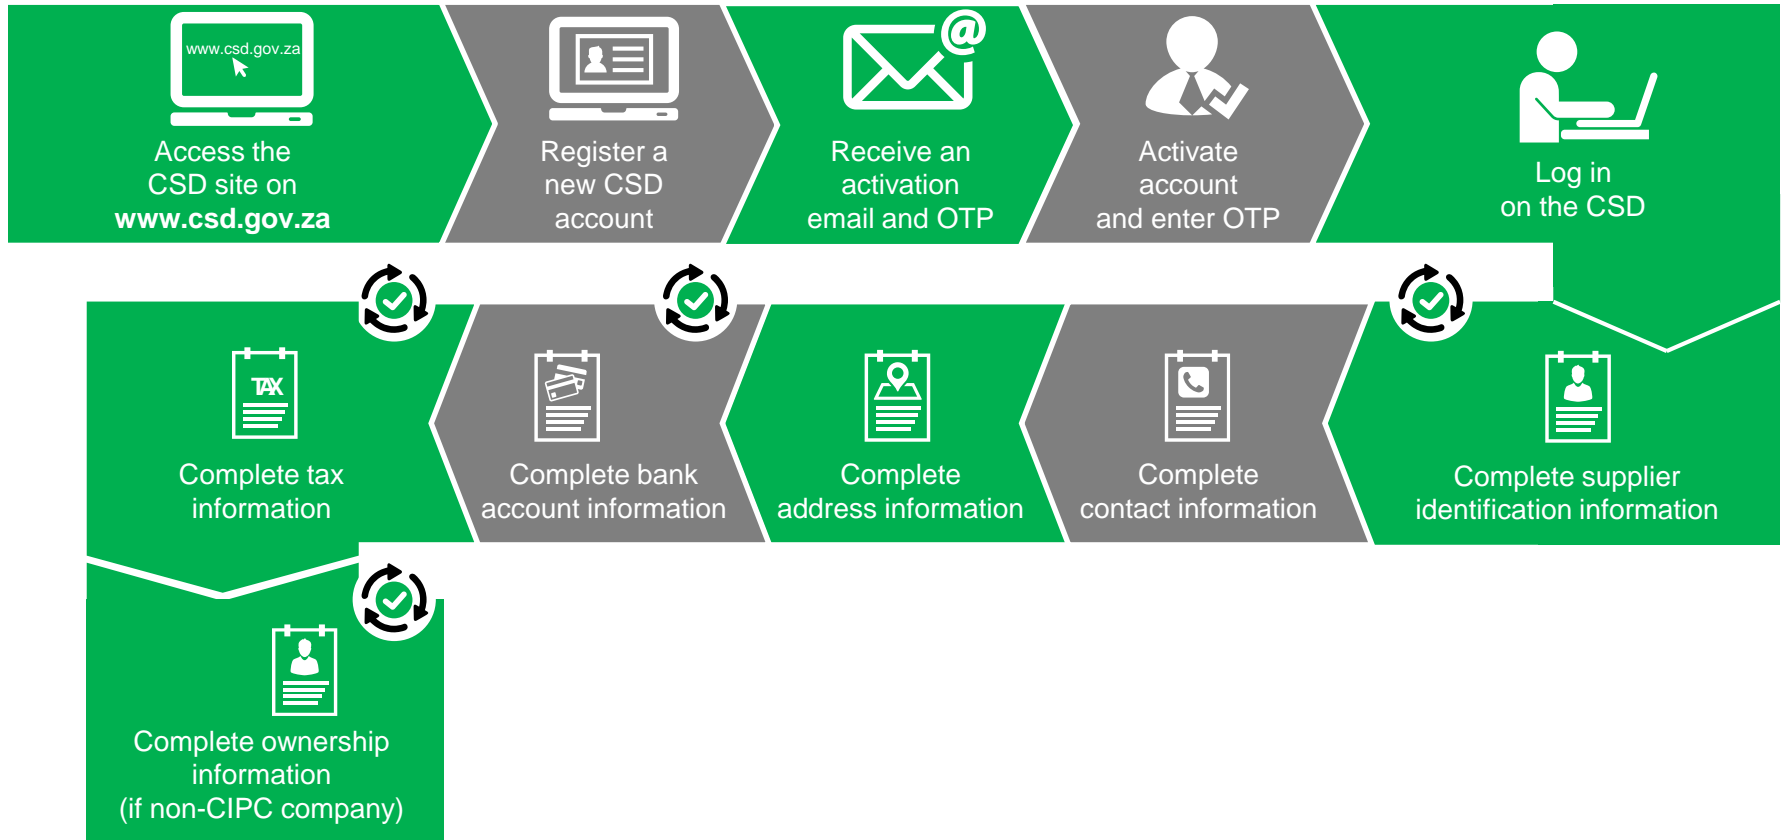 www.csd.gov.za
Access the
CSD site on
www.csd.gov.za
Register a
new CSD
account
Receive an
activation
email and OTP
Activate
account
and enter OTP
Log in
on the CSD
Complete supplier
identification information
Complete
contact information
Complete
address information
Complete bank
account information
TAX
Complete tax
information
Complete ownership
information
(if non-CIPC company)